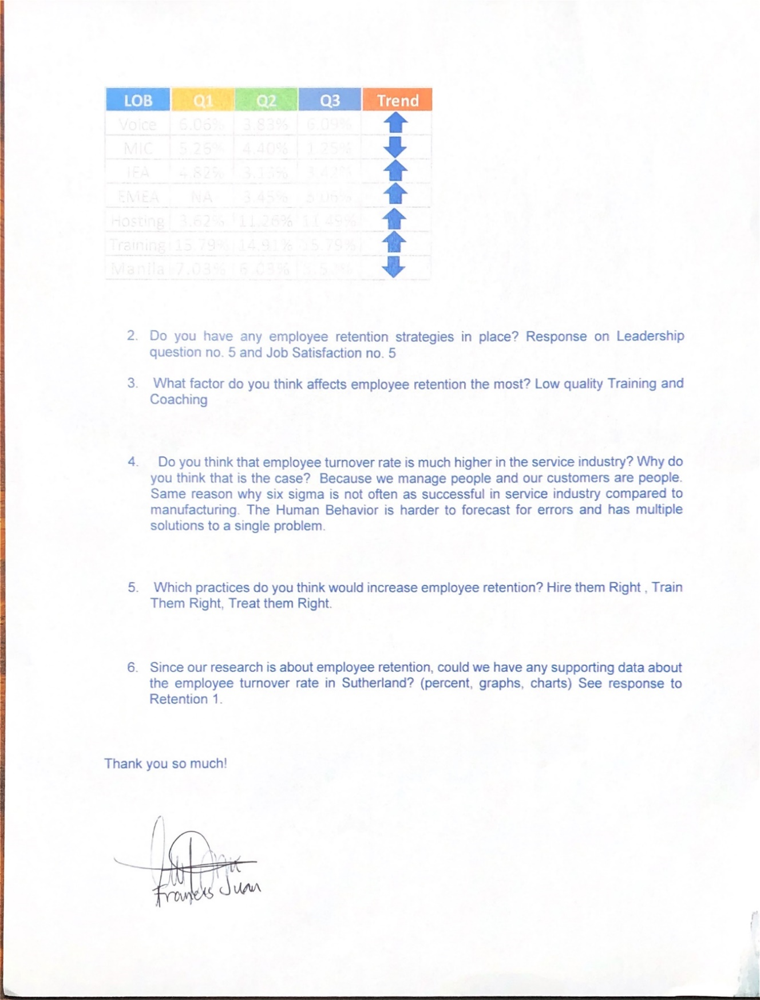 LOB Q1 Q2 Q3 Trend
Voice 6.06% 3.83% 6.09%
MIC 5.26% 4.40% 1.25%
IEA 4.82%
EMEA NA 3.45%
Hosting 3.62% 11.26% 11.49%
Training 15.79% 14.91% 15.79%
Manila 7.03% 6.03%
2. Do you have any employee retention strategies in place? Response on Leadership
question no. 5 and Job Satisfaction no. 5
3. What factor do you think affects employee retention the most? Low quality Training and
Coaching
4. Do you think that employee turnover rate is much higher in the service industry? Why do
you think that is the case? Because we manage people and our customers are people.
Same reason why six sigma is not often as successful in service industry compared to
manufacturing. The Human Behavior is harder to forecast for errors and has multiple
solutions to a single problem.
5. Which practices do you think would increase employee retention? Hire them Right , Train
Them Right, Treat them Right.
6. Since our research is about employee retention, could we have any supporting data about
the employee turnover rate in Sutherland? (percent, graphs, charts) See response to
Retention 1.
Thank you so much!
Francis Juan